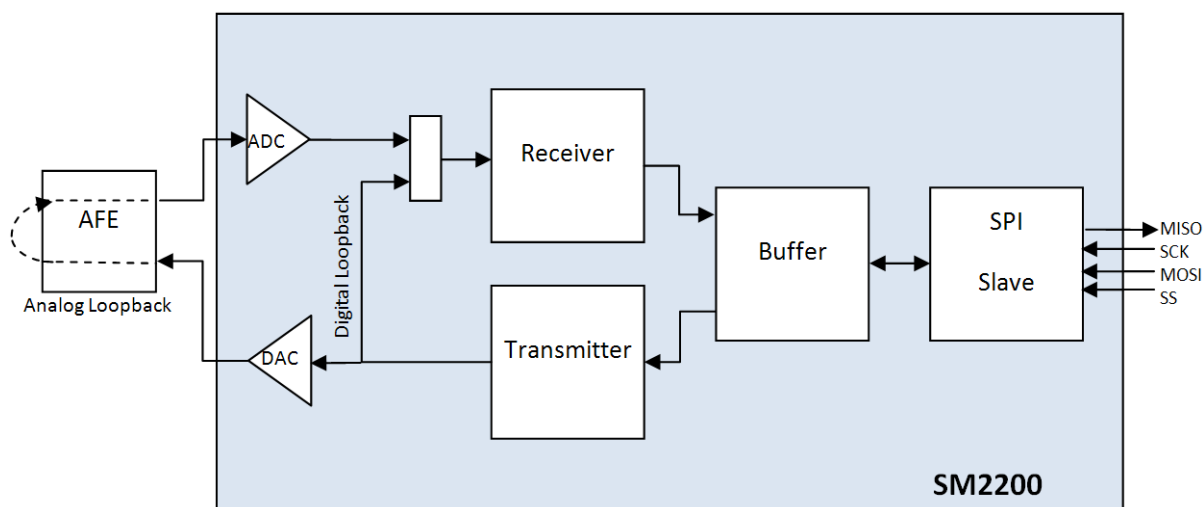 ADC
Receiver
AFE
Analog Loopback
Digital Loopback
DAC
Transmitter
Buffer
SPI
Slave
MISO
SCK
MOSI
SS
SM2200